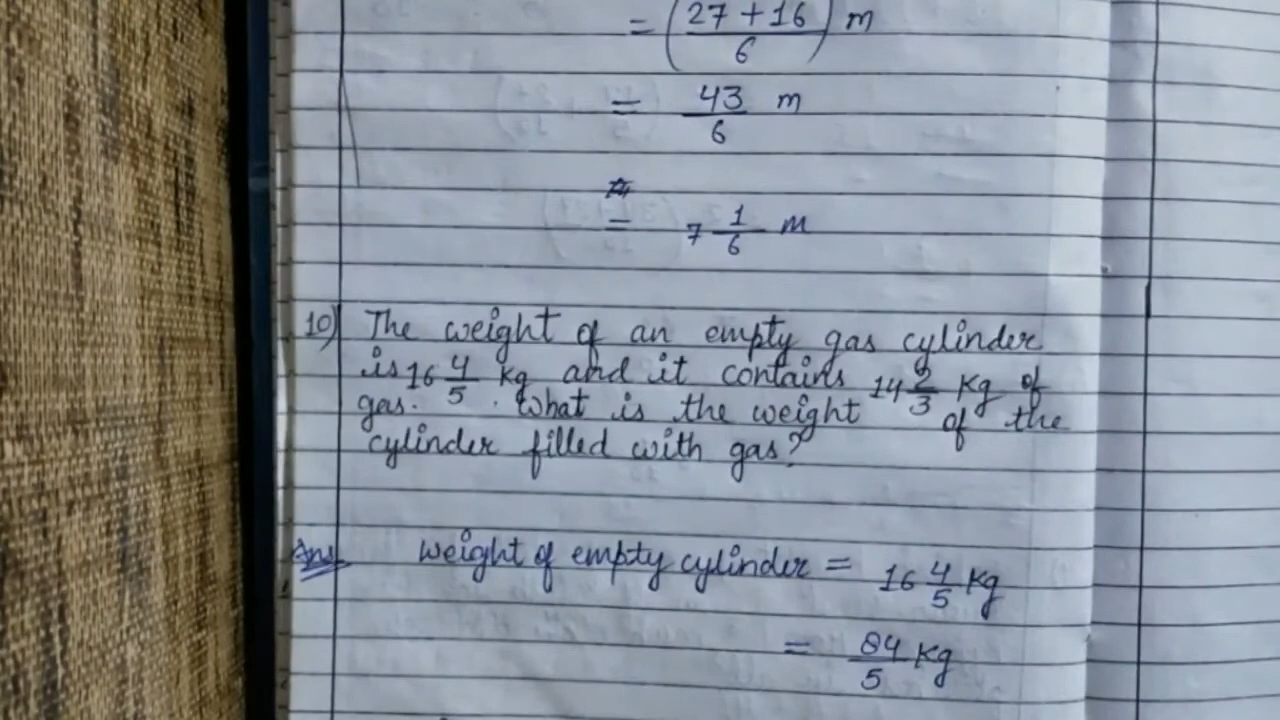 = (27 + 16 / 6) m
= 43/6 m
= 7 1/6 m
10) The weight of an empty gas cylinder
is 16 4/5 kg and it contains 14 2/3 kg of
gas. What is the weight of the
cylinder filled with gas?
Ans weight of empty cylinder = 16 4/5 kg
= 84/5 kg